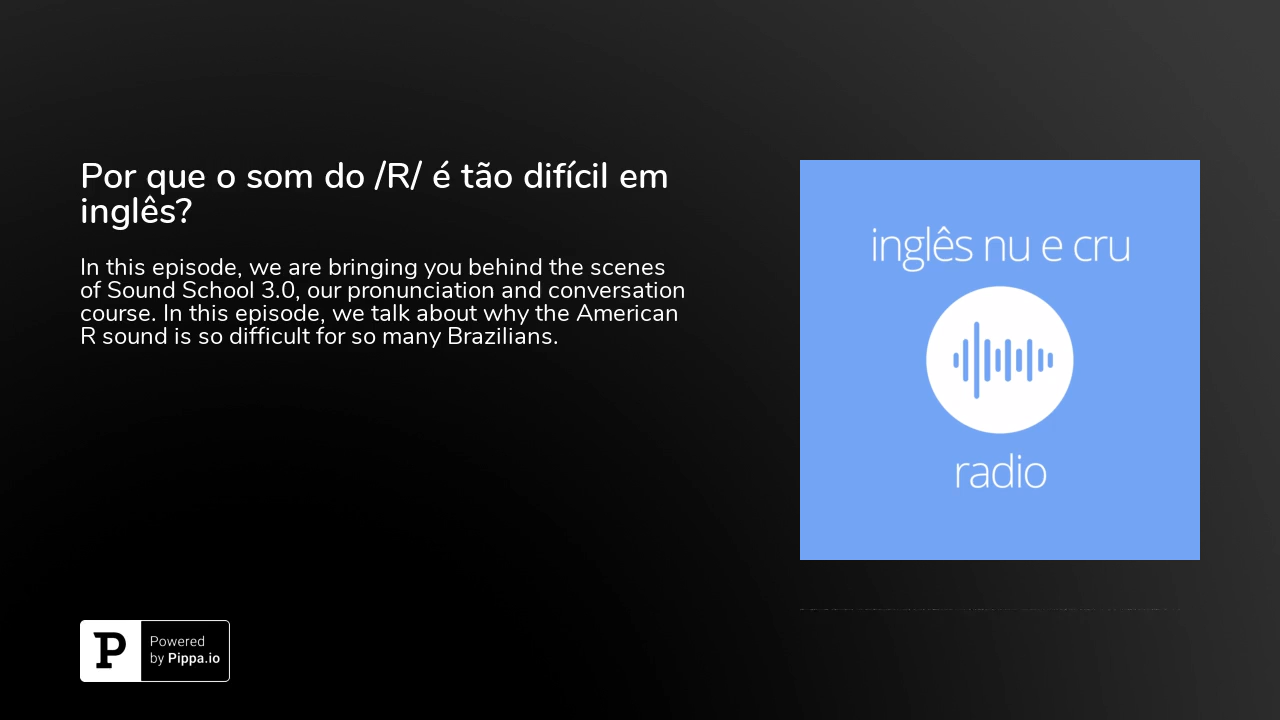 Por que o som do /R/ é tão difícil em
inglês?
In this episode, we are bringing you behind the scenes
of Sound School 3.0, our pronunciation and conversation
course. In this episode, we talk about why the American
R sound is so difficult for so many Brazilians.
inglês nu e cru
radio
P
Powered
by Pippa.io